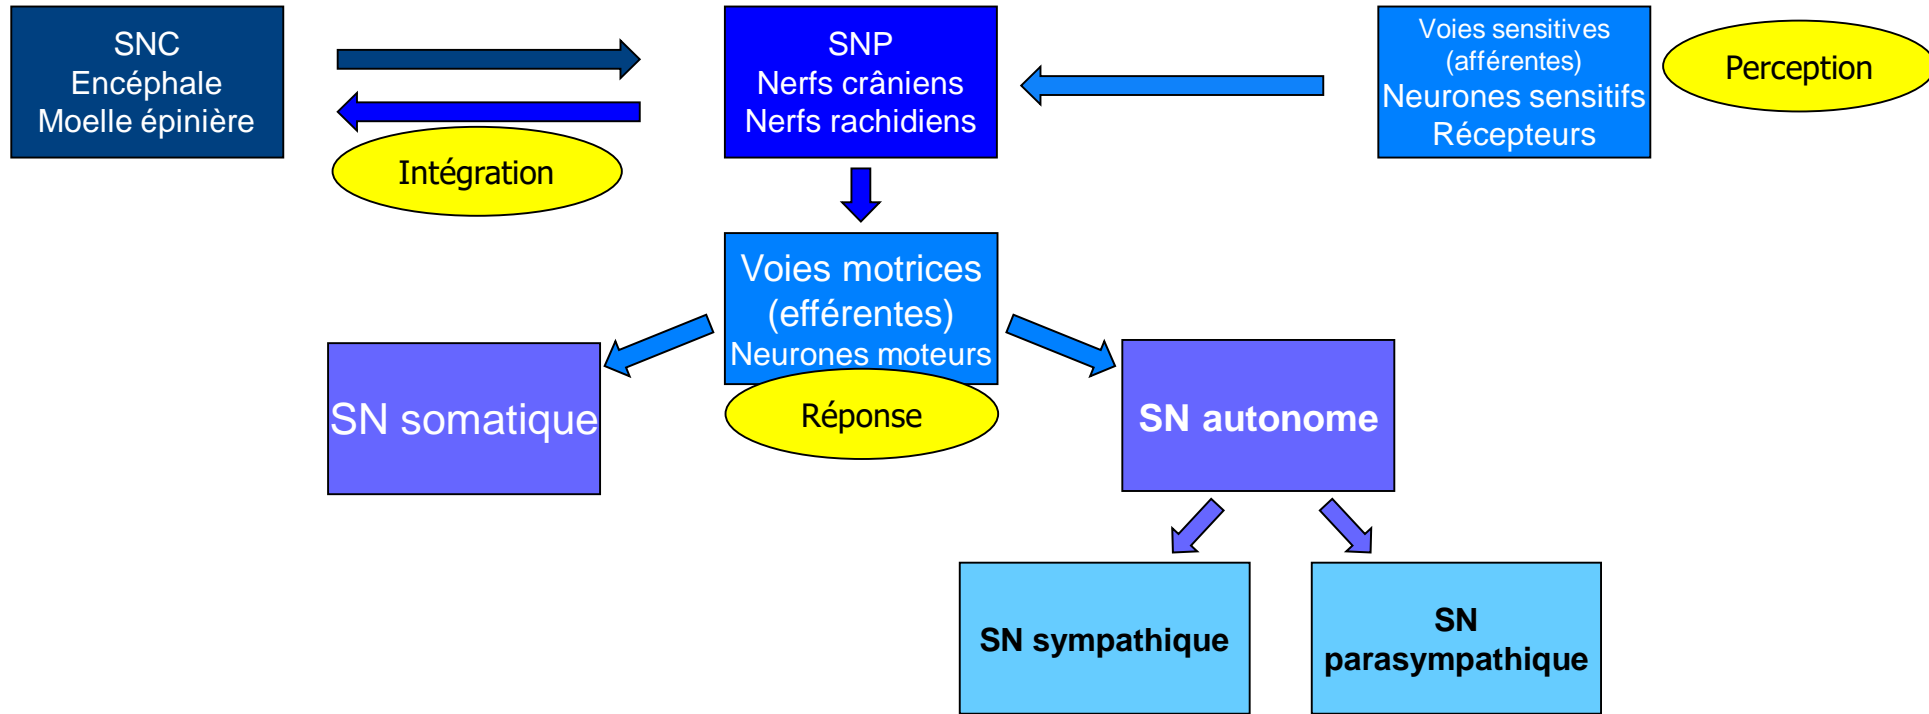 SNC
Encéphale
Moelle épinière
SNP
Nerfs crâniens
Nerfs rachidiens
Voies sensitives
(afférentes)
Neurones sensitifs
Récepteurs
Perception
Intégration
Voies motrices
(efférentes)
Neurones moteurs
Réponse
SN somatique
SN autonome
SN sympathique
SN
parasympathique